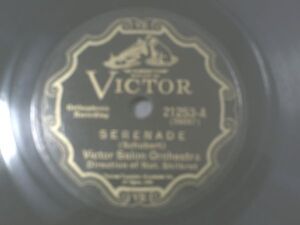 VICTOR
Orthophonic
Recording
21253-A
SERENADE
(Schubert)
Victor Salon Orchestra
Direction of Nat. Shilkret